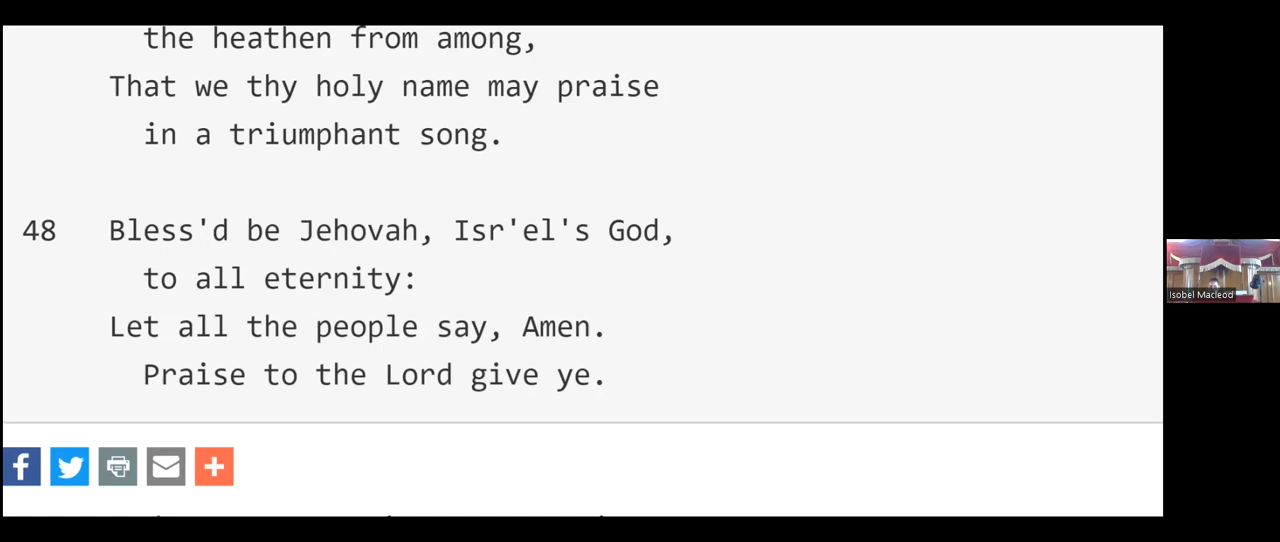 the heathen from among,
That we thy holy name may praise
in a triumphant song.
48 Bless'd be Jehovah, Isr'el's God,
to all eternity:
Let all the people say, Amen.
Praise to the Lord give ye.
Isobel Macleod